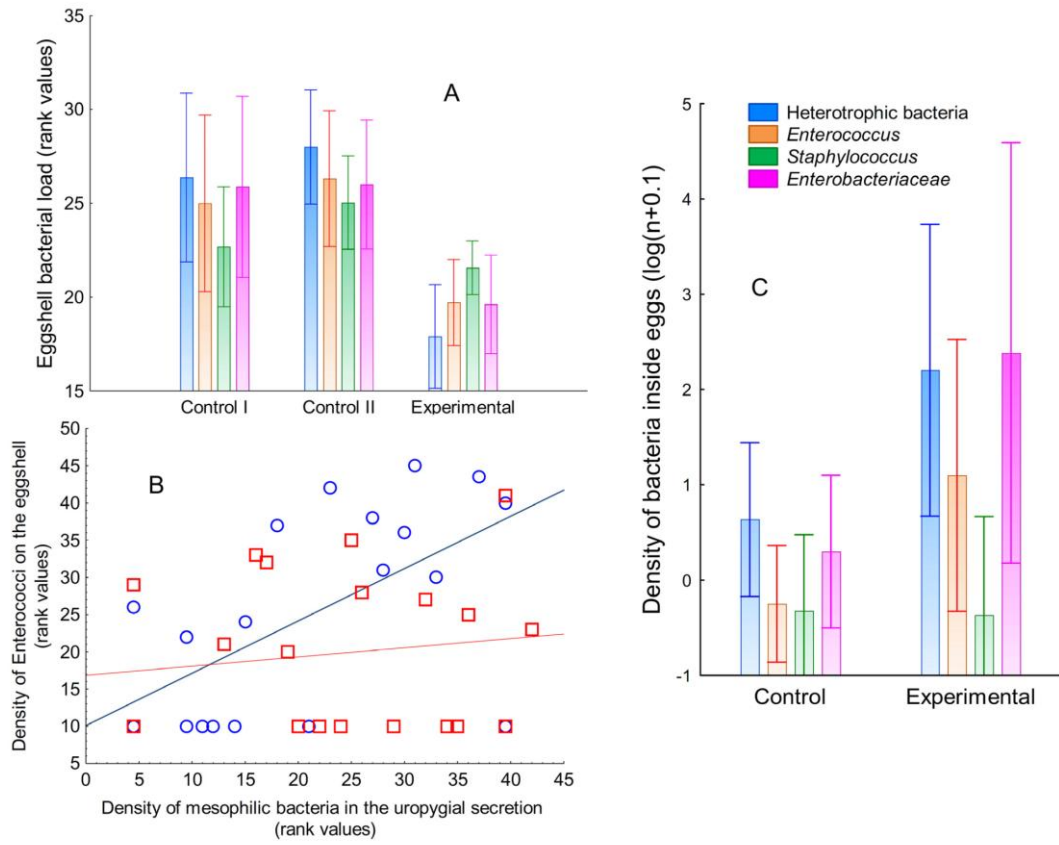 Eggshell bacterial load (rank values)
35
30
25
20
15
A
Control I
Control II
Experimental
Density of Enterococci on the eggshell
(rank values)
50
45
40
35
30
25
20
15
10
5
B
0
5
10
15
20
25
30
35
40
45
Density of mesophilic bacteria in the uropygial secretion
(rank values)
Density of bacteria inside eggs (log(n+0.1)
5
4
3
2
1
0
-1
Heterotrophic bacteria
Enterococcus
Staphylococcus
Enterobacteriaceae
C
Control
Experimental